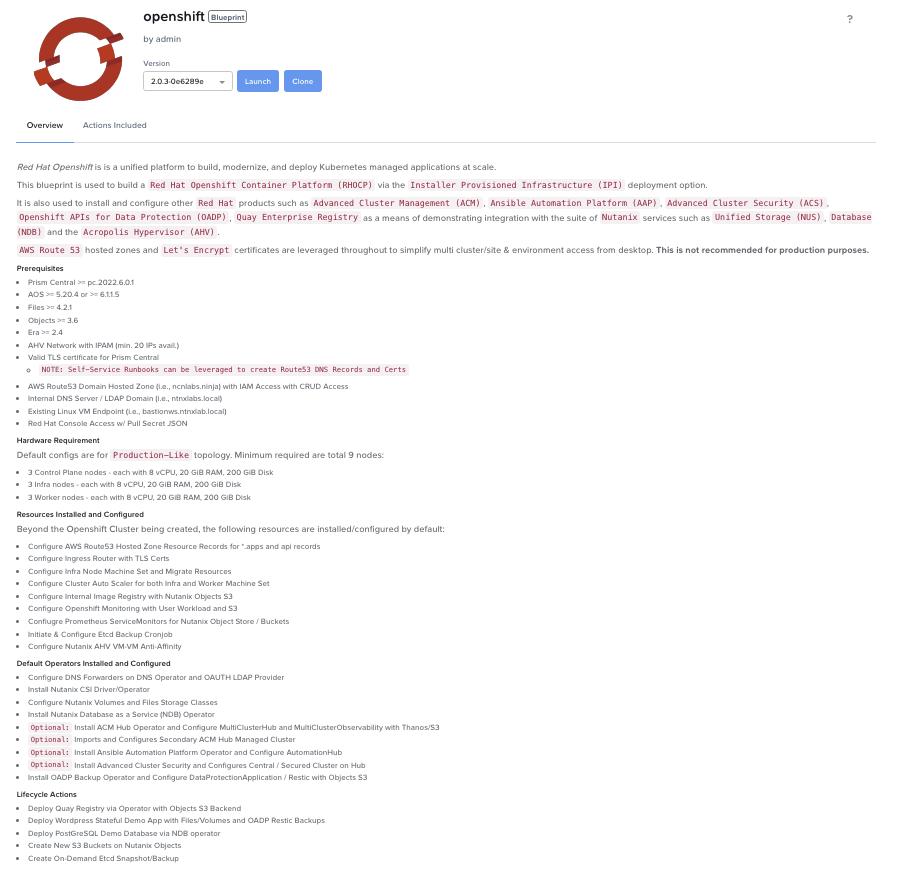 openshift Blueprint
?
by admin
Version
2.0.3-0e6289e Launch Clone
Overview Actions Included
Red Hat Openshift is is a unified platform to build, modernize, and deploy Kubernetes managed applications at scale.
This blueprint is used to build a Red Hat Openshift Container Platform (RHOCP) via the Installer Provisioned Infrastructure (IPI) deployment option.
It is also used to install and configure other Red Hat products such as Advanced Cluster Management (ACM), Ansible Automation Platform (AAP), Advanced Cluster Security (ACS),
Openshift APIs for Data Protection (OADP), Quay Enterprise Registry as a means of demonstrating integration with the suite of Nutanix services such as Unified Storage (NUS), Database
(NDB) and the Acropolis Hypervisor (AHV).
AWS Route 53 hosted zones and Let's Encrypt certificates are leveraged throughout to simplify multi cluster/site & environment access from desktop. This is not recommended for production purposes.
Prerequisites
• Prism Central >= pc.2022.6.0.1
• AOS >= 5.20.4 or >= 6.1.1.5
• Files >= 4.2.1
• Objects >= 3.6
• Era >= 2.4
• AHV Network with IPAM (min. 20 IPs avail.)
• Valid TLS certificate for Prism Central
○ NOTE: Self-Service Runbooks can be leveraged to create Route53 DNS Records and Certs
• AWS Route53 Domain Hosted Zone (i.e., ncnlabs.ninja) with IAM Access with CRUD Access
• Internal DNS Server / LDAP Domain (i.e., ntnxlabs.local)
• Existing Linux VM Endpoint (i.e., bastionws.ntnxlab.local)
• Red Hat Console Access w/ Pull Secret JSON
Hardware Requirement
Default configs are for Production-Like topology. Minimum required are total 9 nodes:
• 3 Control Plane nodes - each with 8 vCPU, 20 GiB RAM, 200 GiB Disk
• 3 Infra nodes - each with 8 vCPU, 20 GiB RAM, 200 GiB Disk
• 3 Worker nodes - each with 8 vCPU, 20 GiB RAM, 200 GiB Disk
Resources Installed and Configured
Beyond the Openshift Cluster being created, the following resources are installed/configured by default:
• Configure AWS Route53 Hosted Zone Resource Records for *.apps and api records
• Configure Ingress Router with TLS Certs
• Configure Infra Node Machine Set and Migrate Resources
• Configure Cluster Auto Scaler for both Infra and Worker Machine Set
• Configure Internal Image Registry with Nutanix Objects S3
• Configure Openshift Monitoring with User Workload and S3
• Confiugre Prometheus ServiceMonitors for Nutanix Object Store / Buckets
• Initiate & Configure Etcd Backup Cronjob
• Configure Nutanix AHV VM-VM Anti-Affinity
Default Operators Installed and Configured
• Configure DNS Forwarders on DNS Operator and OAUTH LDAP Provider
• Install Nutanix CSI Driver/Operator
• Configure Nutanix Volumes and Files Storage Classes
• Install Nutanix Database as a Service (NDB) Operator
• Optional: Install ACM Hub Operator and Configure MultiClusterHub and MultiClusterObservability with Thanos/S3
• Optional: Imports and Configures Secondary ACM Hub Managed Cluster
• Optional: Install Ansible Automation Platform Operator and Configure AutomationHub
• Optional: Install Advanced Cluster Security and Configures Central / Secured Cluster on Hub
• Install OADP Backup Operator and Configure DataProtectionApplication / Restic with Objects S3
Lifecycle Actions
• Deploy Quay Registry via Operator with Objects S3 Backend
• Deploy Wordpress Stateful Demo App with Files/Volumes and OADP Restic Backups
• Deploy PostGreSQL Demo Database via NDB operator
• Create New S3 Buckets on Nutanix Objects
• Create On-Demand Etcd Snapshot/Backup